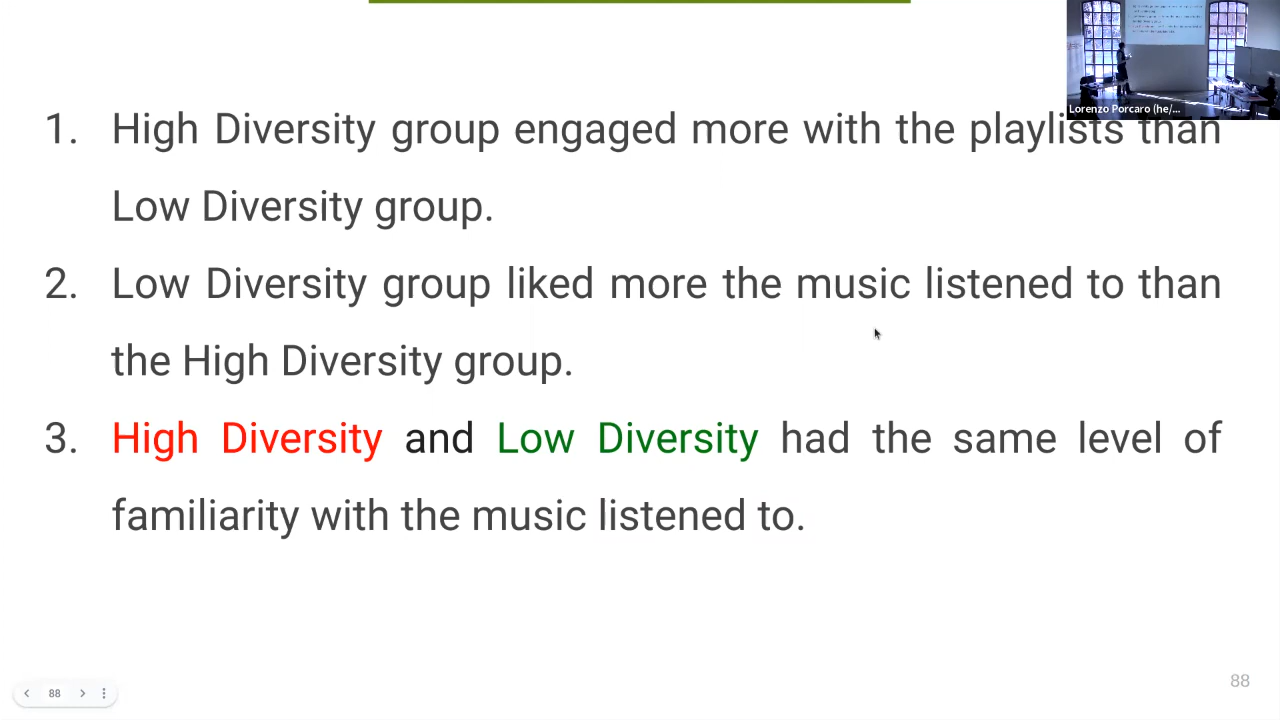 Lorenzo Porcaro (he/...
1. High Diversity group engaged more with the playlists than
Low Diversity group.
2. Low Diversity group liked more the music listened to than
the High Diversity group.
3. High Diversity and Low Diversity had the same level of
familiarity with the music listened to.
88
88